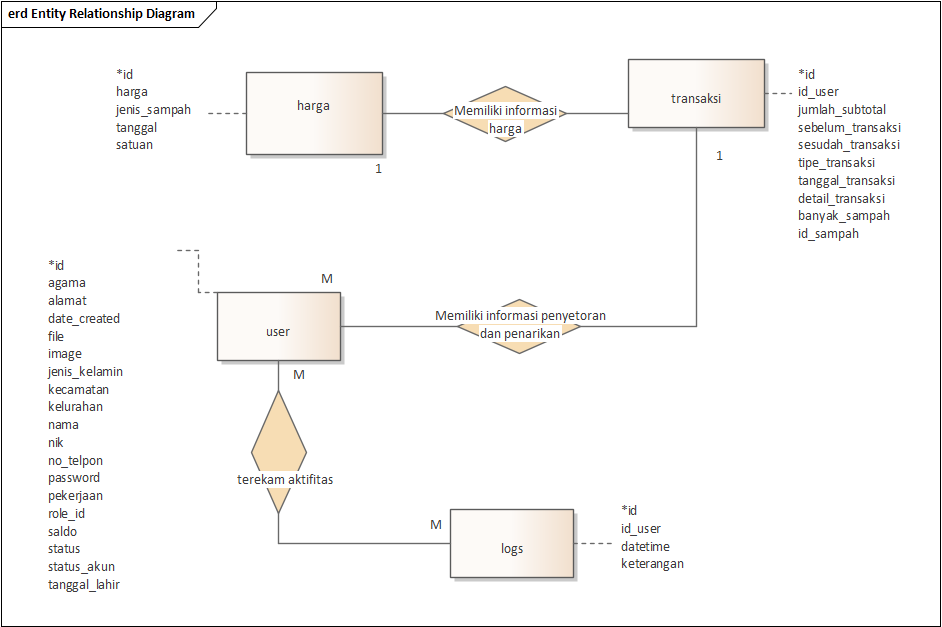 erd Entity Relationship Diagram
*id
harga
jenis_sampah
tanggal
satuan
harga
1
Memiliki informasi
harga
transaksi
1
*id
id_user
jumlah_subtotal
sebelum_transaksi
sesudah_transaksi
tipe_transaksi
tanggal_transaksi
detail_transaksi
banyak_sampah
id_sampah
*id
agama
alamat
date_created
file
image
jenis_kelamin
kecamatan
kelurahan
nama
nik
no_telpon
password
pekerjaan
role_id
saldo
status
status_akun
tanggal_lahir
M
user
M
Memiliki informasi penyetoran
dan penarikan
terekam aktifitas
M
logs
*id
id_user
datetime
keterangan